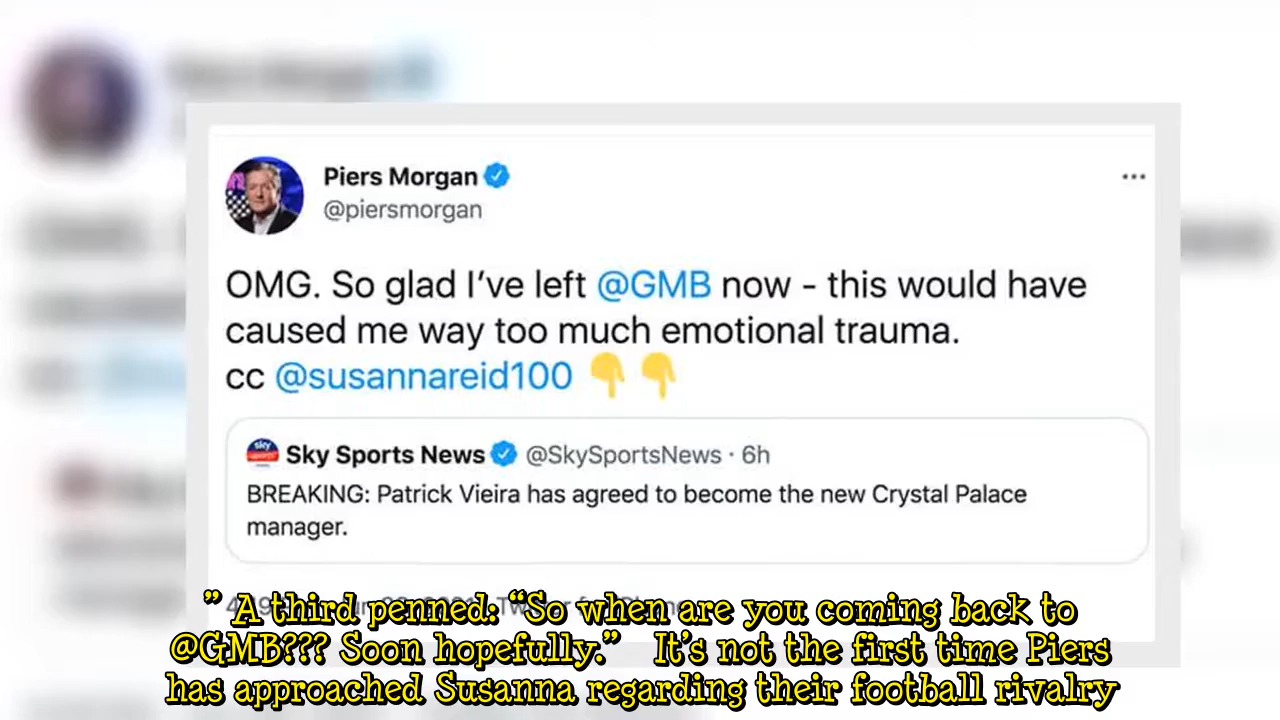 Piers Morgan
@piersmorgan
OMG. So glad I've left @GMB now - this would have
caused me way too much emotional trauma.
cc @susannareid100 👇👇
sky sports
Sky Sports News @SkySportsNews · 6h
BREAKING: Patrick Vieira has agreed to become the new Crystal Palace
manager.
” A third penned: “So when are you coming back to
@GMB??? Soon hopefully.” It’s not the first time Piers
has approached Susanna regarding their football rivalry